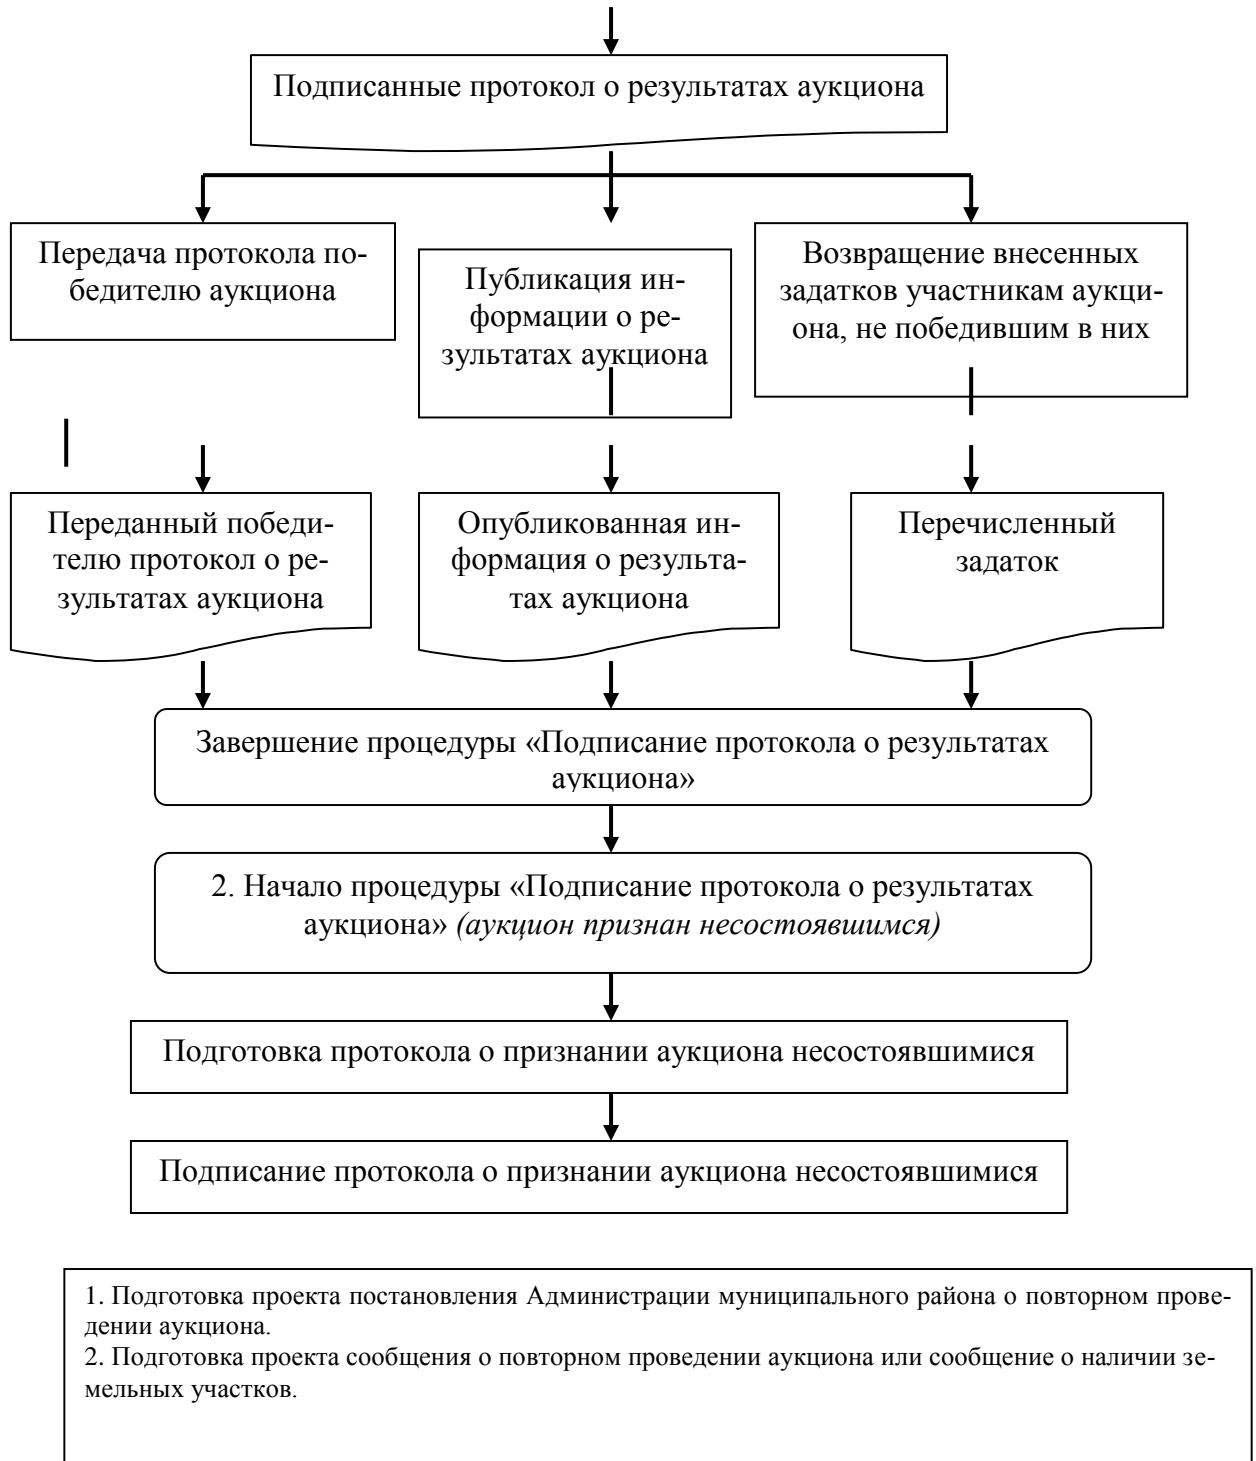 Подписанные протокол о результатах аукциона
Передача протокола по-
бедителю аукциона
Публикация ин-
формации о ре-
зультатах аукциона
Возвращение внесенных
задатков участникам аукци-
она, не победившим в них
Переданный победи-
телю протокол о ре-
зультатах аукциона
Опубликованная ин-
формация о результа-
тах аукциона
Перечисленный
задаток
Завершение процедуры «Подписание протокола о результатах
аукциона»
2. Начало процедуры «Подписание протокола о результатах
аукциона» (аукцион признан несостоявшимся)
Подготовка протокола о признании аукциона несостоявшимися
Подписание протокола о признании аукциона несостоявшимися
1. Подготовка проекта постановления Администрации муниципального района о повторном прове-
дении аукциона.
2. Подготовка проекта сообщения о повторном проведении аукциона или сообщение о наличии зе-
мельных участков.